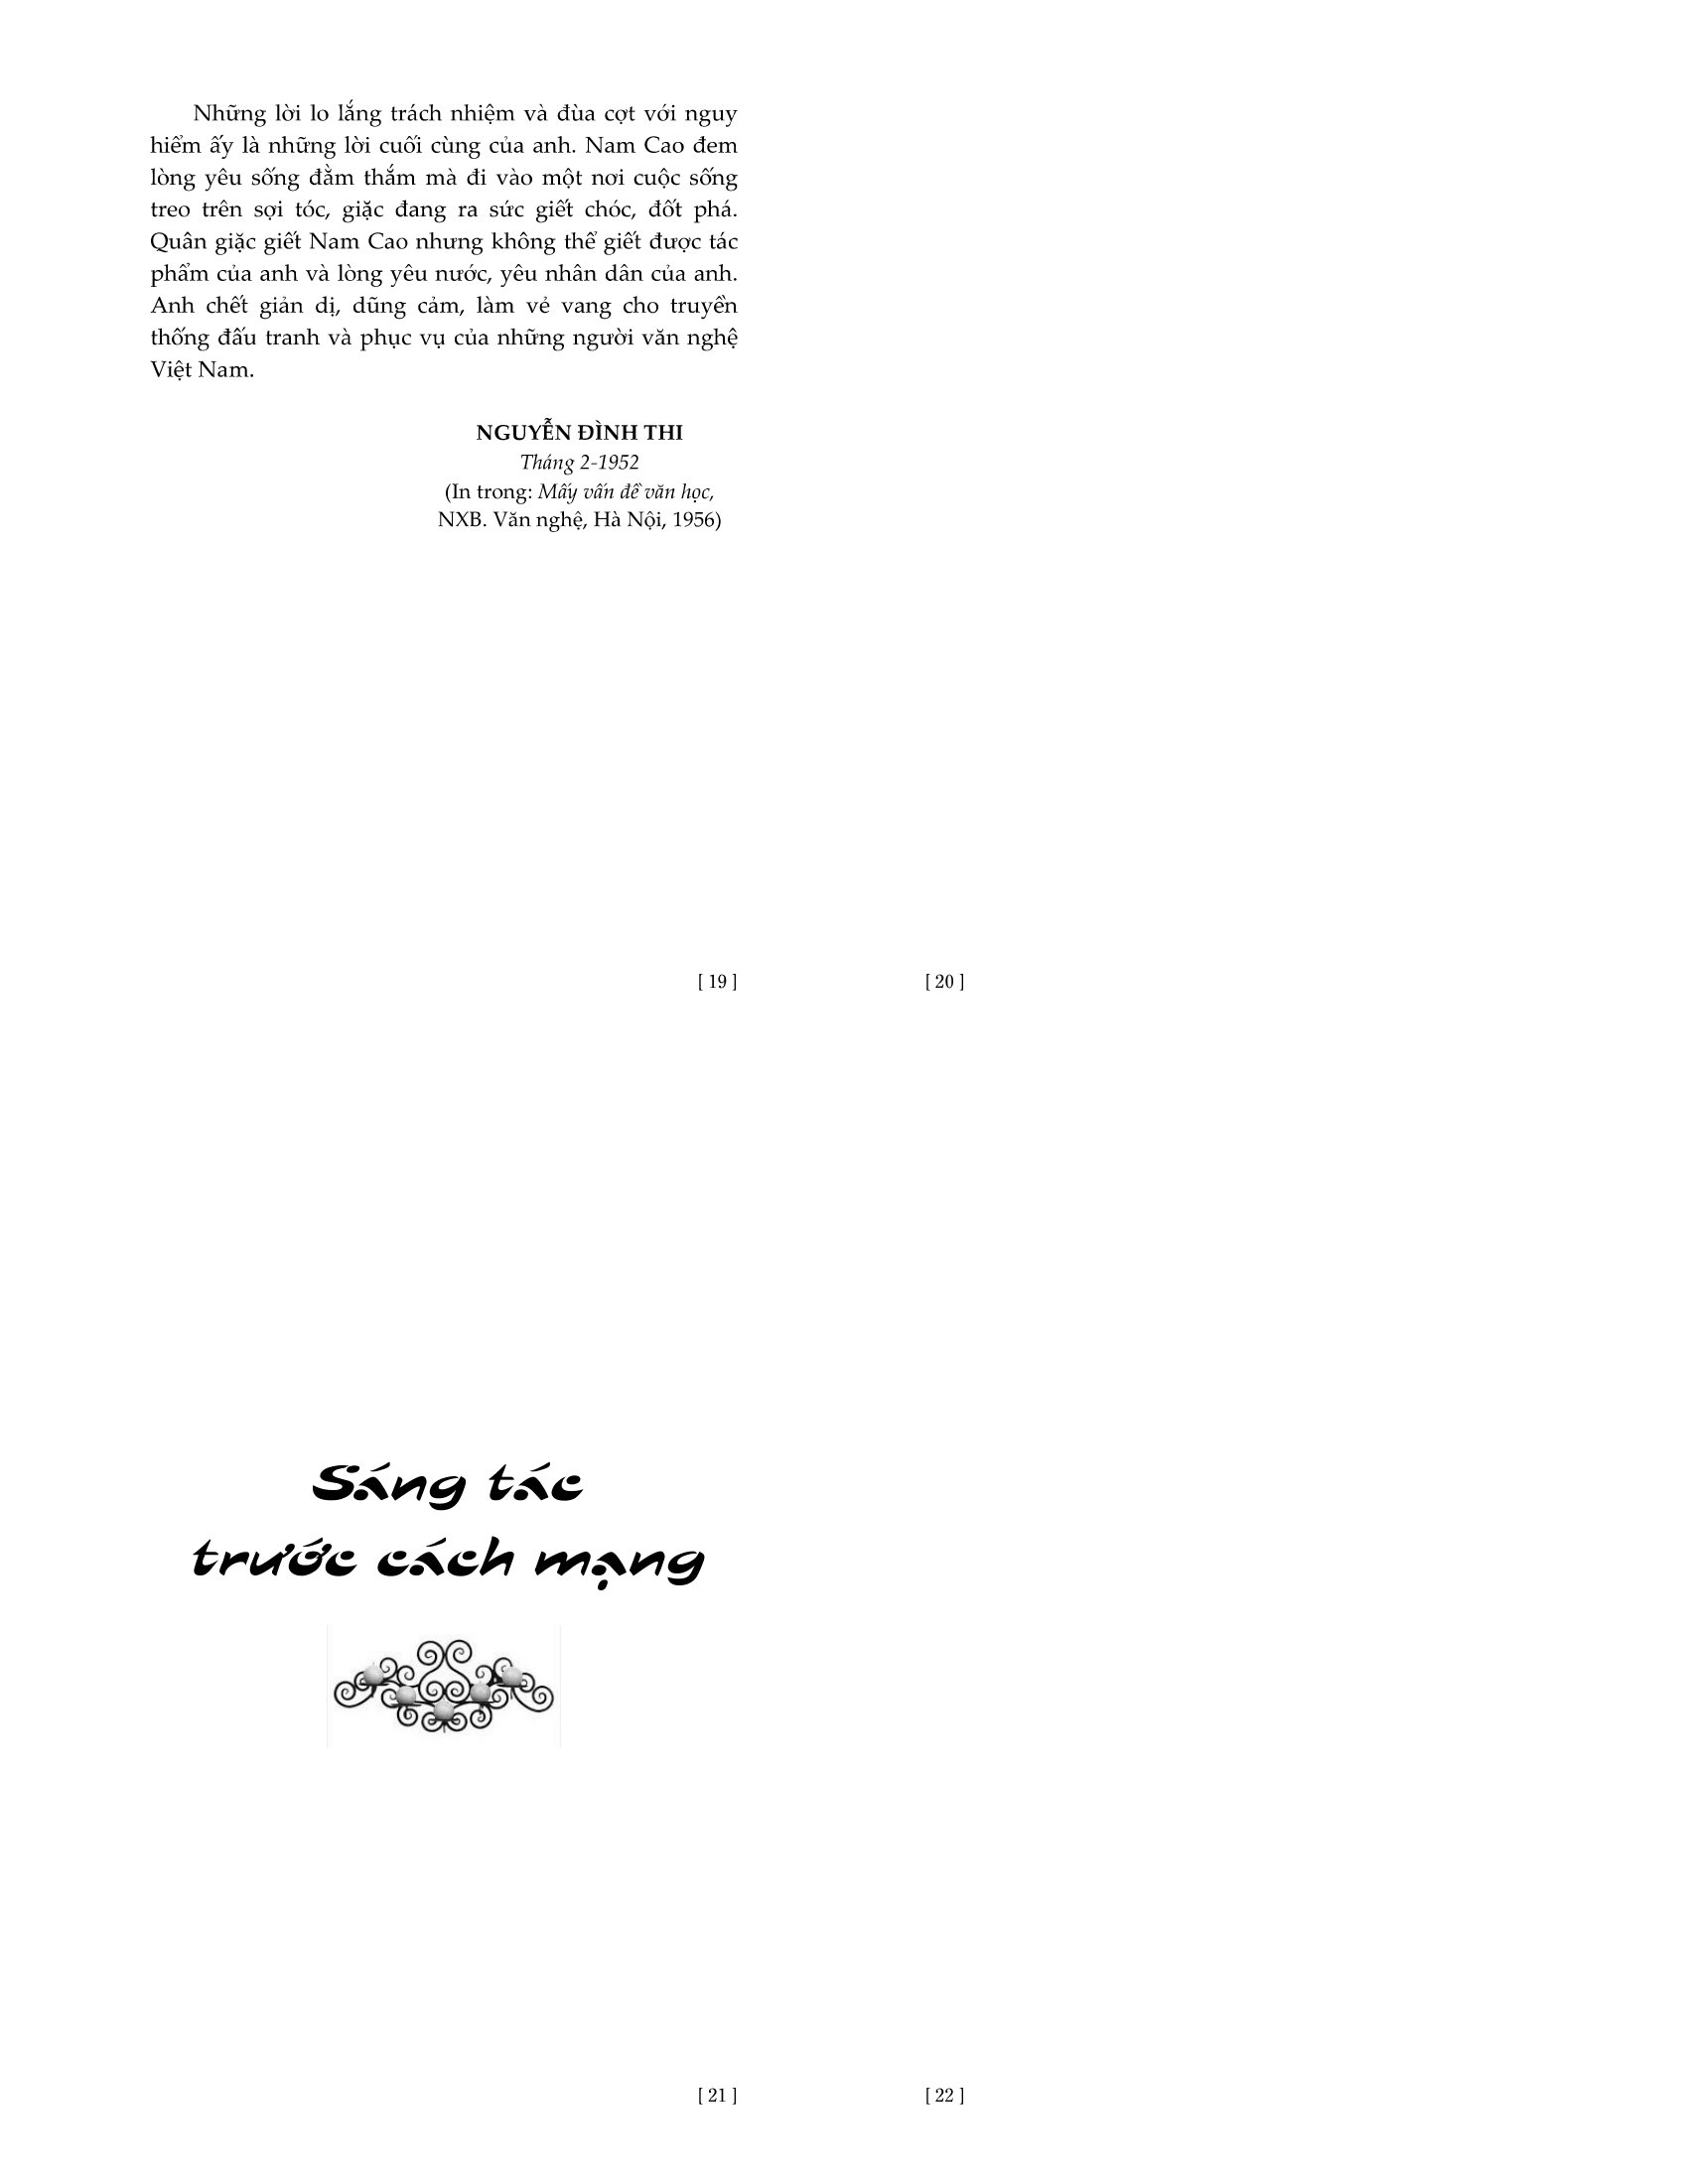 Những lời lo lắng trách nhiệm và đùa cợt với nguy
hiểm ấy là những lời cuối cùng của anh. Nam Cao đem
lòng yêu sống đằm thắm mà đi vào một nơi cuộc sống
treo trên sợi tóc, giặc đang ra sức giết chóc, đốt phá.
Quân giặc giết Nam Cao nhưng không thể giết được tác
phẩm của anh và lòng yêu nước, yêu nhân dân của anh.
Anh chết giản dị, dũng cảm, làm vẻ vang cho truyền
thống đấu tranh và phục vụ của những người văn nghệ
Việt Nam.
NGUYỄN ĐÌNH THI
Tháng 2-1952
(In trong: Mấy vấn đề văn học,
NXB. Văn nghệ, Hà Nội, 1956)
[ 19 ]
[ 20 ]
Sáng tác
trước cách mạng
[ 21 ]
[ 22 ]